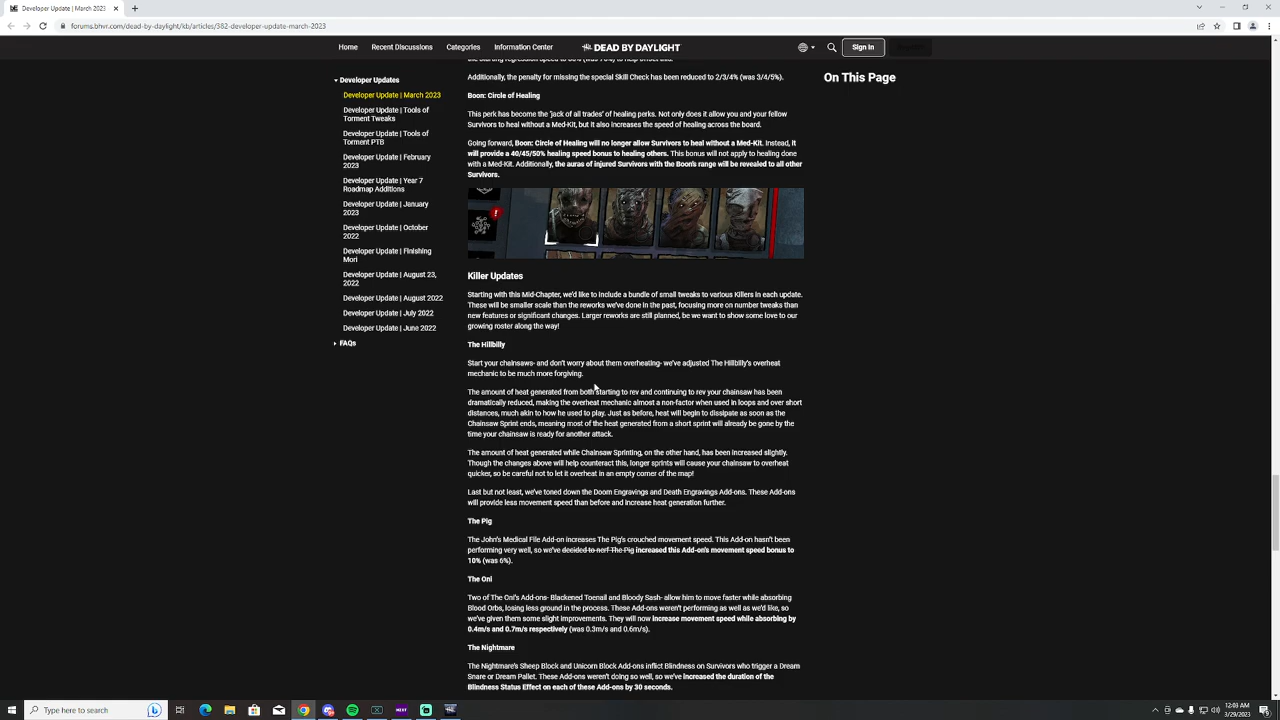 Developer Update | March 2023
forums.bhvr.com/dead-by-daylight/kb/articles/382-developer-update-march-2023
Home
Recent Discussions
Categories
Information Center
DEAD BY DAYLIGHT
Sign In
Developer Updates
Developer Update | March 2023
Developer Update | Tools of
Torment Tweaks
Developer Update | Tools of
Torment PTB
Developer Update | February
2023
Developer Update | Year 7
Roadmap Additions
Developer Update | January
2023
Developer Update | October
2022
Developer Update | Finishing
Mori
Developer Update | August 23,
2022
Developer Update | August 2022
Developer Update | July 2022
Developer Update | June 2022
FAQs
Additionally, the penalty for missing the special Skill Check has been reduced to 2/3/4% (was 3/4/5%).
Boon: Circle of Healing
This perk has become the 'jack of all trades' of healing perks. Not only does it allow you and your fellow
Survivors to heal without a Med-Kit, but it also increases the speed of healing across the board.
Going forward, Boon: Circle of Healing will no longer allow Survivors to heal without a Med-Kit. Instead, it
will provide a 40/45/50% healing speed bonus to healing others. This bonus will not apply to healing done
with a Med-Kit. Additionally, the auras of injured Survivors with the Boon's range will be revealed to all other
Survivors.
Killer Updates
Starting with this Mid-Chapter, we'd like to include a bundle of small tweaks to various Killers in each update.
These will be smaller scale than the reworks we've done in the past, focusing more on number tweaks than
new features or significant changes. Larger reworks are still planned, be we want to show some love to our
growing roster along the way!
The Hillbilly
Start your chainsaws- and don't worry about them overheating- we've adjusted The Hillbilly's overheat
mechanic to be much more forgiving.
The amount of heat generated from both starting to rev and continuing to rev your chainsaw has been
dramatically reduced, making the overheat mechanic almost a non-factor when used in loops and over short
distances, much akin to how he used to play. Just as before, heat will begin to dissipate as soon as the
Chainsaw Sprint ends, meaning most of the heat generated from a short sprint will already be gone by the
time your chainsaw is ready for another attack.
The amount of heat generated while Chainsaw Sprinting, on the other hand, has been increased slightly.
Though the changes above will help counteract this, longer sprints will cause your chainsaw to overheat
quicker, so be careful not to let it overheat in an empty corner of the map!
Last but not least, we've toned down the Doom Engravings and Death Engravings Add-ons. These Add-ons
will provide less movement speed than before and increase heat generation further.
The Pig
The John's Medical File Add-on increases The Pig's crouched movement speed. This Add-on hasn't been
performing very well, so we've decided to nerf The Pig increased this Add-on's movement speed bonus to
10% (was 6%).
The Oni
Two of The Oni's Add-ons- Blackened Toenail and Bloody Sash- allow him to move faster while absorbing
Blood Orbs, losing less ground in the process. These Add-ons weren't performing as well as we'd like, so
we've given them some slight improvements. They will now increase movement speed while absorbing by
0.4m/s and 0.7m/s respectively (was 0.3m/s and 0.6m/s).
The Nightmare
The Nightmare's Sheep Block and Unicorn Block Add-ons inflict Blindness on Survivors who trigger a Dream
Snare or Dream Pallet. These Add-ons weren't doing so well, so we've increased the duration of the
Blindness Status Effect on each of these Add-ons by 30 seconds.
On This Page
Type here to search
NEXT
12:03 AM
3/29/2023